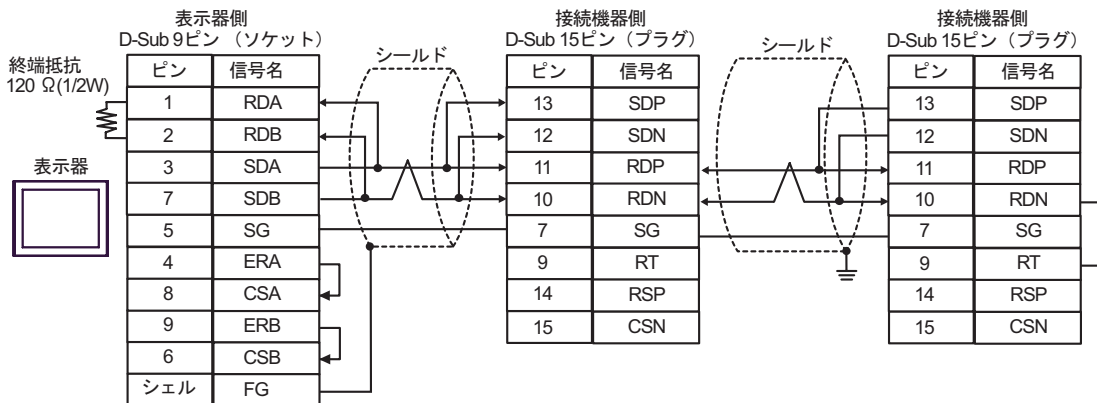 表示器側
D-Sub 9ピン （ソケット）
終端抵抗
120 Ω(1/2W)
表示器
ピン 信号名
1 RDA
2 RDB
3 SDA
7 SDB
5 SG
4 ERA
8 CSA
9 ERB
6 CSB
シェル FG
シールド
接続機器側
D-Sub 15ピン（プラグ）
ピン 信号名
13 SDP
12 SDN
11 RDP
10 RDN
7 SG
9 RT
14 RSP
15 CSN
シールド
接続機器側
D-Sub 15ピン（プラグ）
ピン 信号名
13 SDP
12 SDN
11 RDP
10 RDN
7 SG
9 RT
14 RSP
15 CSN